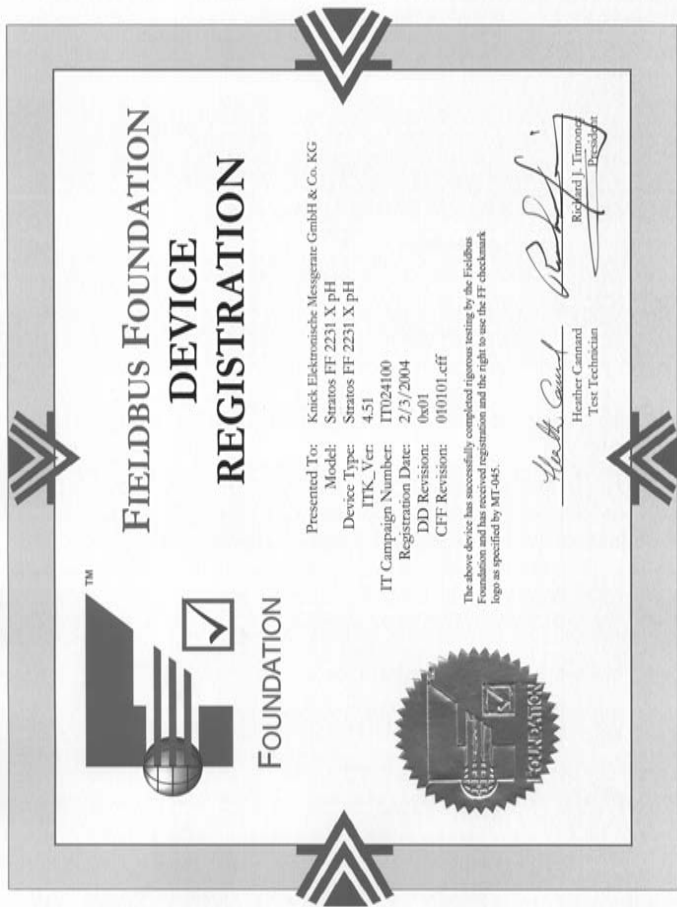 TM
FOUNDATION
FIELDBUS FOUNDATION
DEVICE
REGISTRATION
Presented To: Knick Elektronische Messgerate GmbH & Co. KG
Model: Stratos FF 2231 X pH
Device Type: Stratos FF 2231 X pH
ITK_Ver: 4.51
IT Campaign Number: IT024100
Registration Date: 2/3/2004
DD Revision: 0x01
CFF Revision: 010101.cff
The above device has successfully completed rigorous testing by the Fieldbus
Foundation and has received registration and the right to use the FF checkmark
logo as specified by MT-045.
FOUNDATION
Heather Cannard
Test Technician
Richard J. Timoney
President